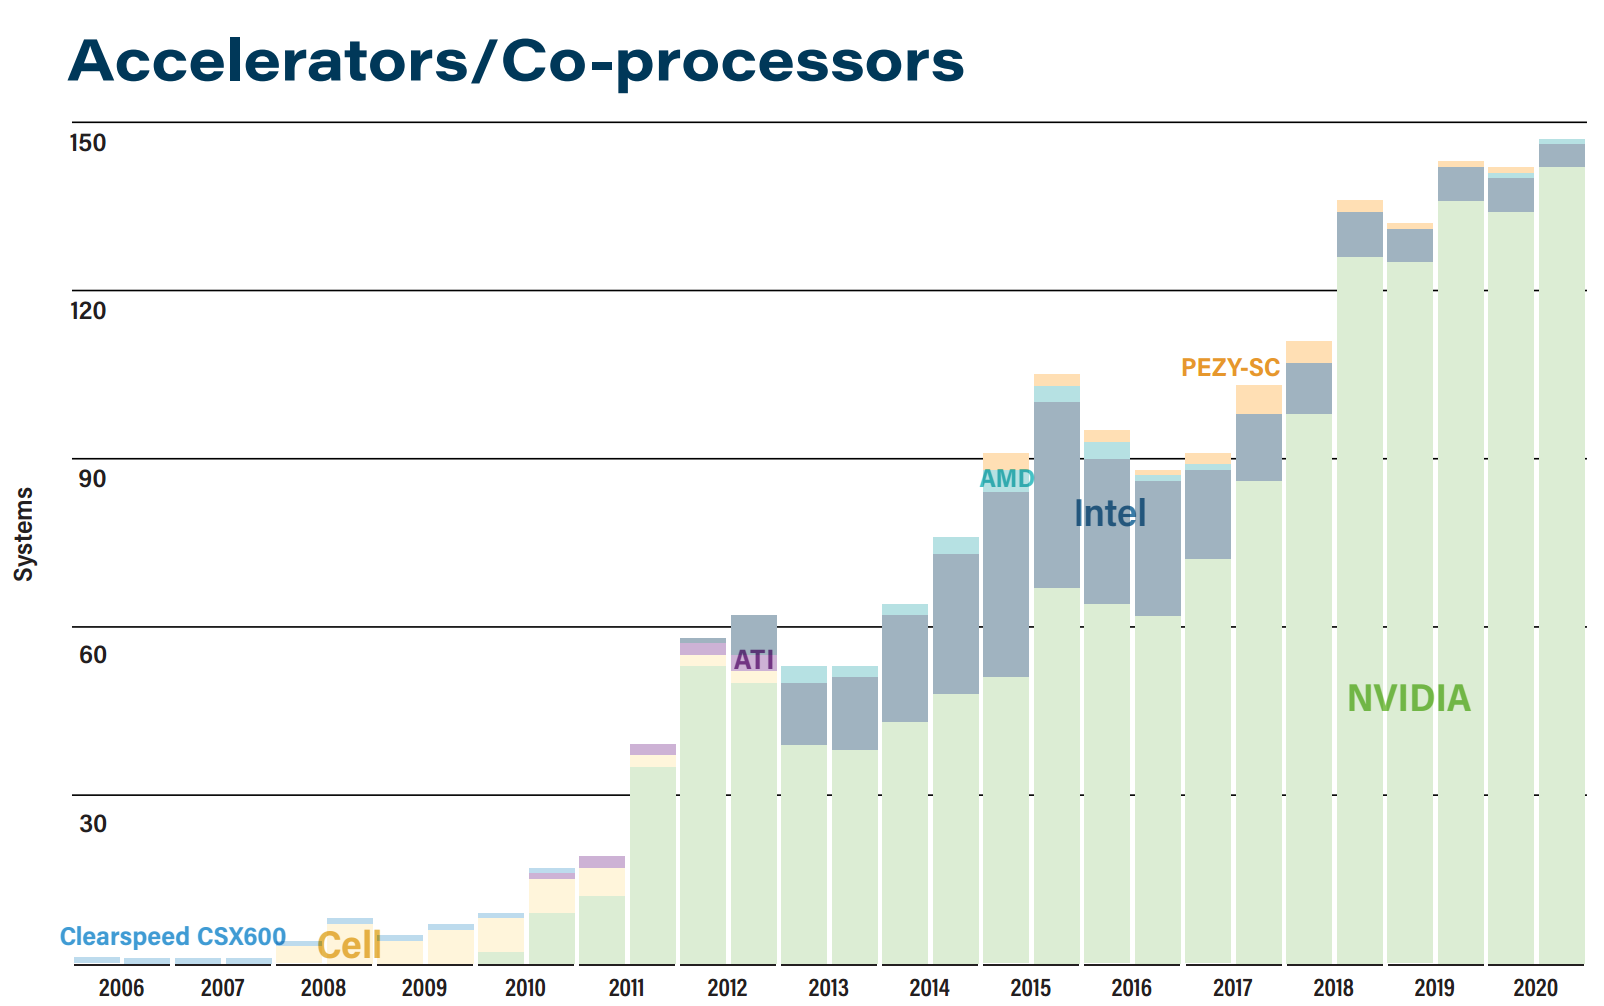 Accelerators/Co-processors
150
120
PEZY-SC
90
AMD
Intel
Systems
60
ATI
NVIDIA
30
Clearspeed CSX600
Cell
2006 2007 2008 2009 2010 2011 2012 2013 2014 2015 2016 2017 2018 2019 2020